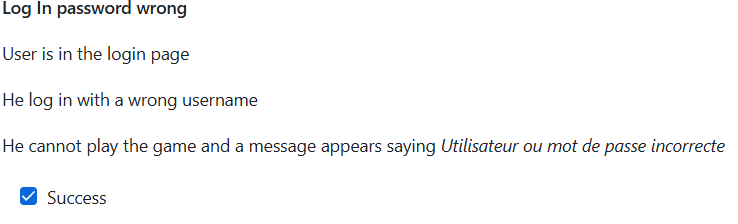 Log In password wrong
User is in the login page
He log in with a wrong username
He cannot play the game and a message appears saying Utilisateur ou mot de passe incorrecte
Success